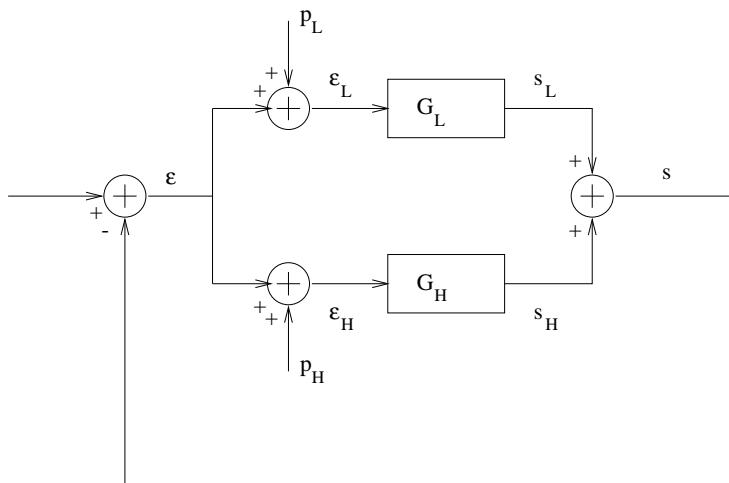 p_L
+ ε_L s_L
+ G_L
+
ε s
+
-
+
G_H
+ ε_H s_H
+
p_H